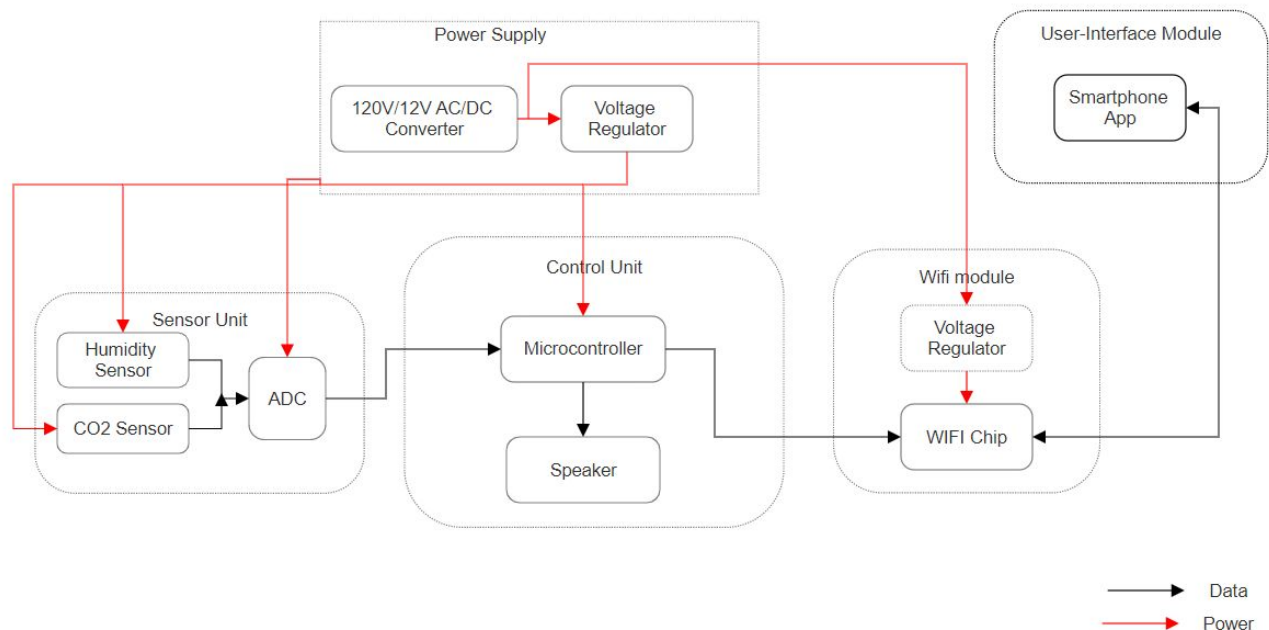 Power Supply
120V/12V AC/DC
Converter
Voltage
Regulator
User-Interface Module
Smartphone
App
Control Unit
Wifi module
Sensor Unit
Humidity
Sensor
CO2 Sensor
ADC
Microcontroller
Speaker
Voltage
Regulator
WIFI Chip
Data
Power